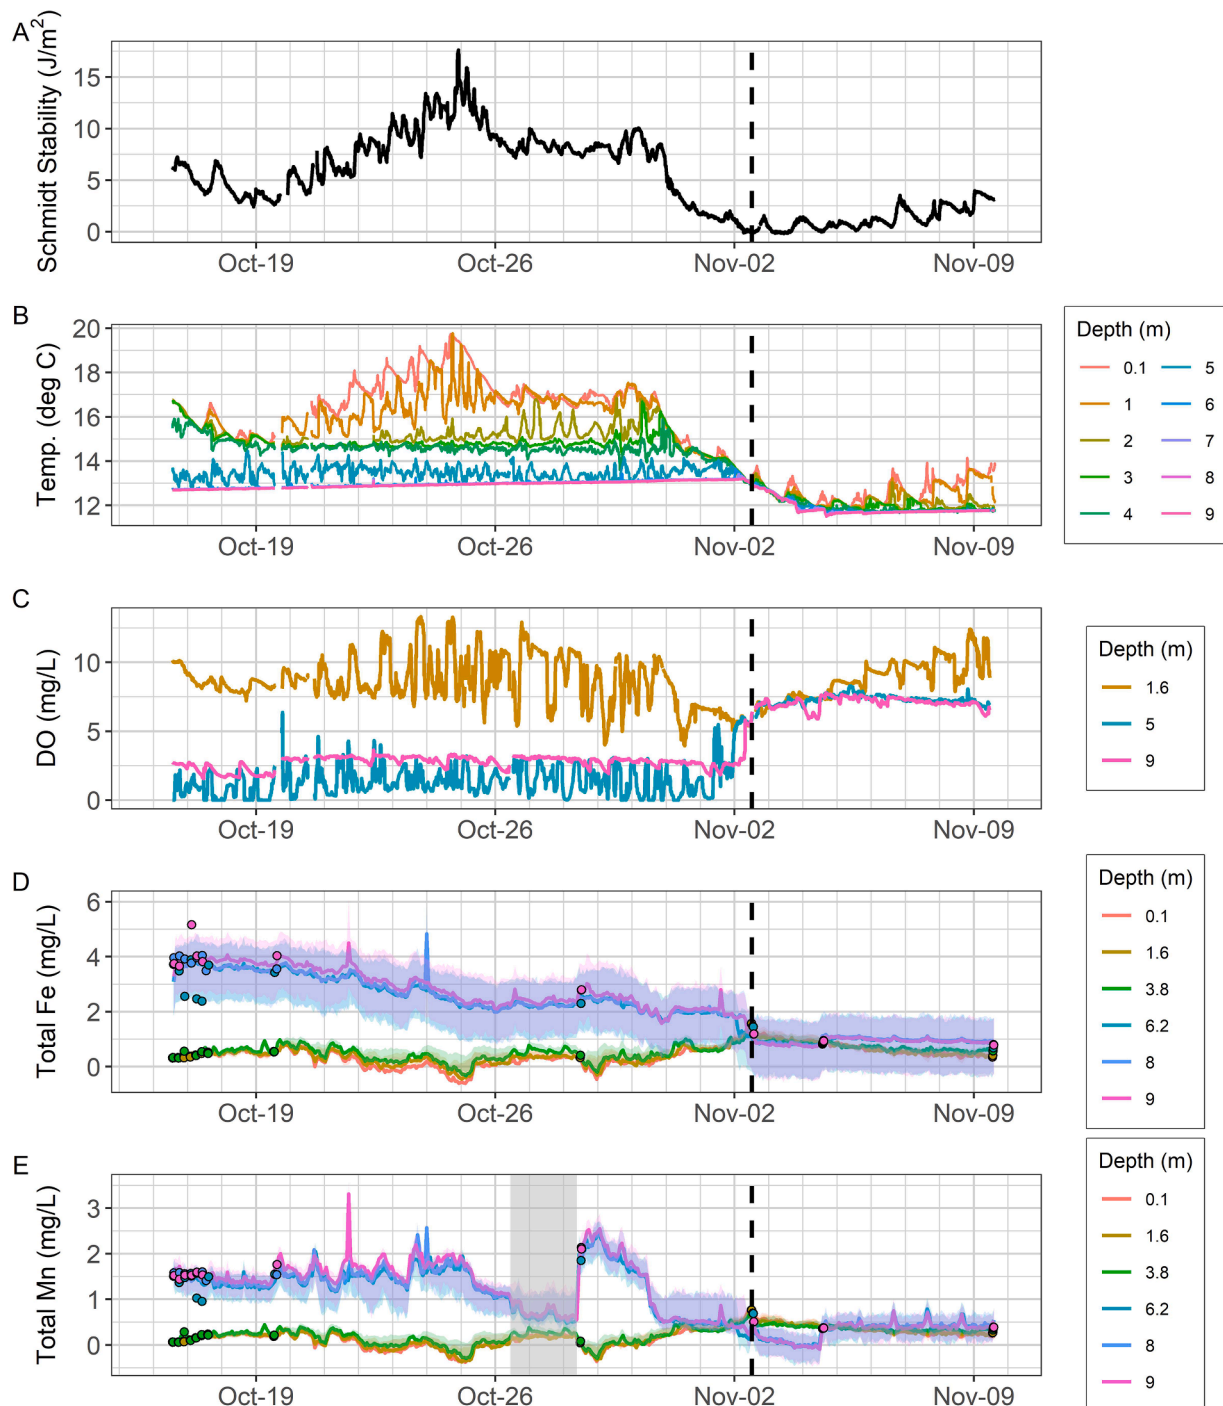 A
Schmidt Stability (J/m²)
15
10
5
0
Oct-19 Oct-26 Nov-02 Nov-09
B
Temp. (deg C)
20
18
16
14
12
Oct-19 Oct-26 Nov-02 Nov-09
Depth (m)
0.1 5
1 6
2 7
3 8
4 9
C
DO (mg/L)
10
5
0
Oct-19 Oct-26 Nov-02 Nov-09
Depth (m)
1.6
5
9
D
Total Fe (mg/L)
6
4
2
0
Oct-19 Oct-26 Nov-02 Nov-09
Depth (m)
0.1
1.6
3.8
6.2
8
9
E
Total Mn (mg/L)
3
2
1
0
Oct-19 Oct-26 Nov-02 Nov-09
Depth (m)
0.1
1.6
3.8
6.2
8
9